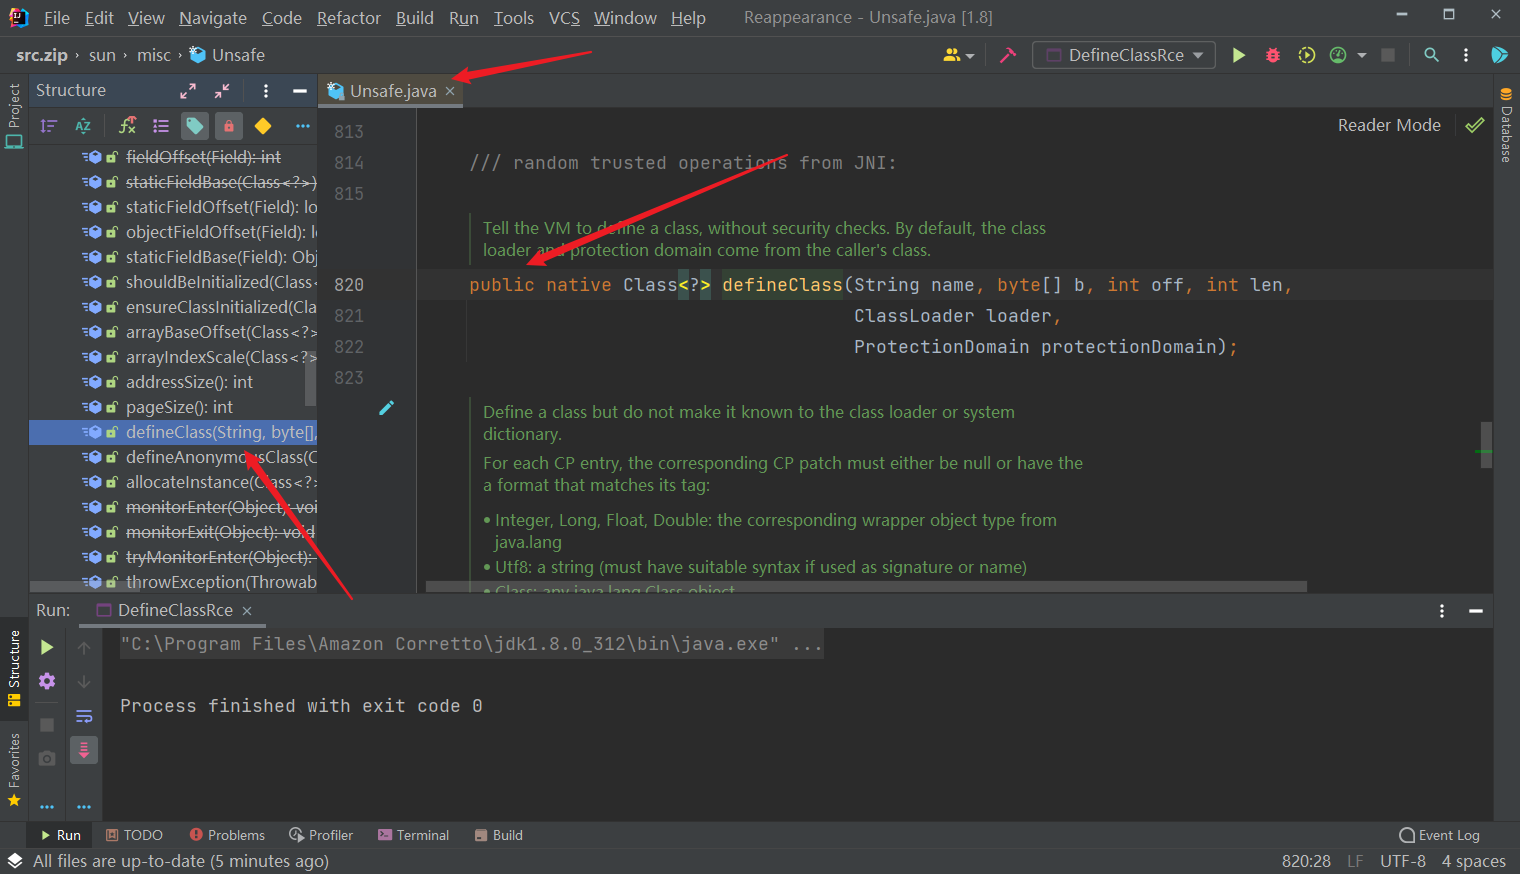 File Edit View Navigate Code Refactor Build Run Tools VCS Window Help Reappearance - Unsafe.java [1.8]
src.zip › sun › misc › Unsafe
DefineClassRce
Project
Structure
Unsafe.java
Database
fieldOffset(Field): int
staticFieldBase(Class<?>)
staticFieldOffset(Field): lo
objectFieldOffset(Field): l
staticFieldBase(Field): Obj
shouldBeInitialized(Class
ensureClassInitialized(Cla
arrayBaseOffset(Class<?>
arrayIndexScale(Class<?>
addressSize(): int
pageSize(): int
defineClass(String, byte[],
defineAnonymousClass(C
allocateInstance(Class<?>
monitorEnter(Object): voi
monitorExit(Object): void
tryMonitorEnter(Object):
throwException(Throwab
Reader Mode
813
814 /// random trusted operations from JNI:
815
Tell the VM to define a class, without security checks. By default, the class
loader and protection domain come from the caller's class.
820 public native Class<?> defineClass(String name, byte[] b, int off, int len,
821 ClassLoader loader,
822 ProtectionDomain protectionDomain);
823
Define a class but do not make it known to the class loader or system
dictionary.
For each CP entry, the corresponding CP patch must either be null or have the
a format that matches its tag:
• Integer, Long, Float, Double: the corresponding wrapper object type from
java.lang
• Utf8: a string (must have suitable syntax if used as signature or name)
• Class: any java.lang.Class object
Run: DefineClassRce
"C:\Program Files\Amazon Corretto\jdk1.8.0_312\bin\java.exe" ...
Process finished with exit code 0
Structure
Favorites
Run TODO Problems Profiler Terminal Build Event Log
All files are up-to-date (5 minutes ago) 820:28 LF UTF-8 4 spaces